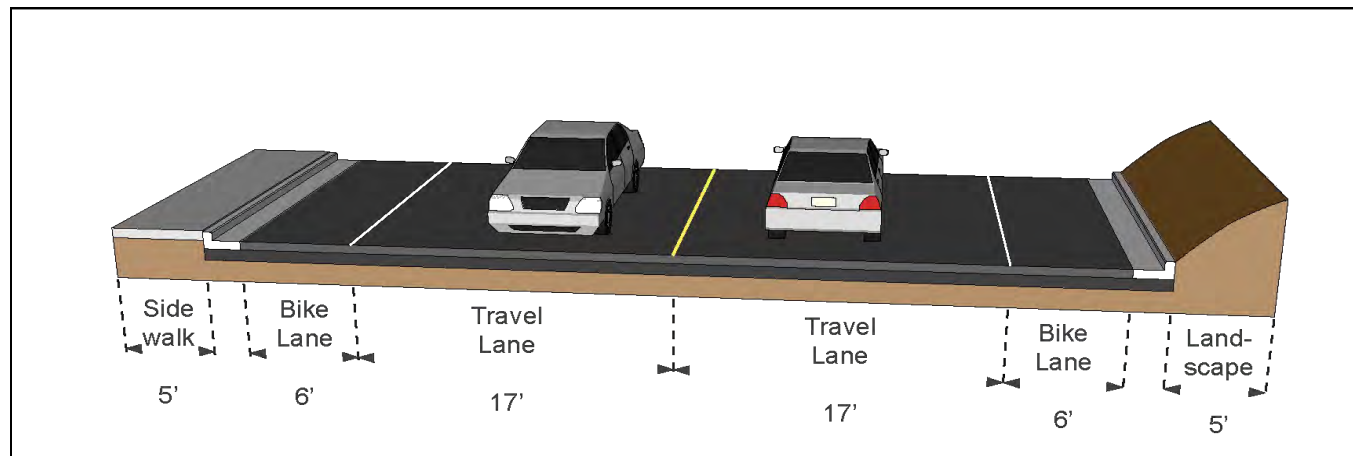 Side
walk
Bike
Lane
Travel
Lane
Travel
Lane
Bike
Lane
Land-
scape
5’
6’
17’
17’
6’
5’